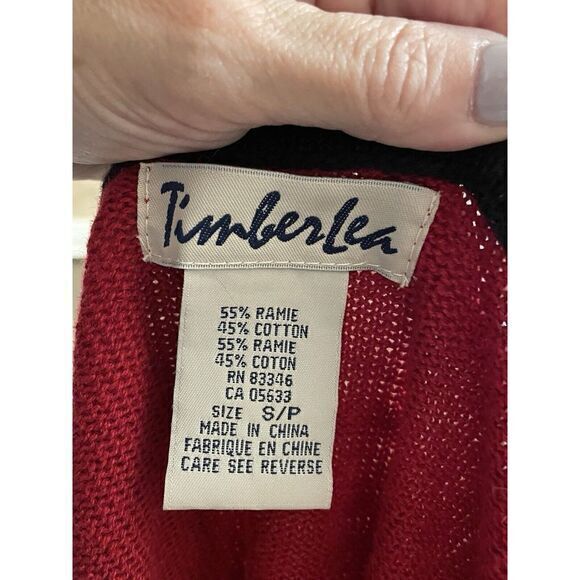 TimberLea
55% RAMIE
45% COTTON
55% RAMIE
45% COTON
RN 83346
CA 05633
SIZE S/P
MADE IN CHINA
FABRIQUE EN CHINE
CARE SEE REVERSE